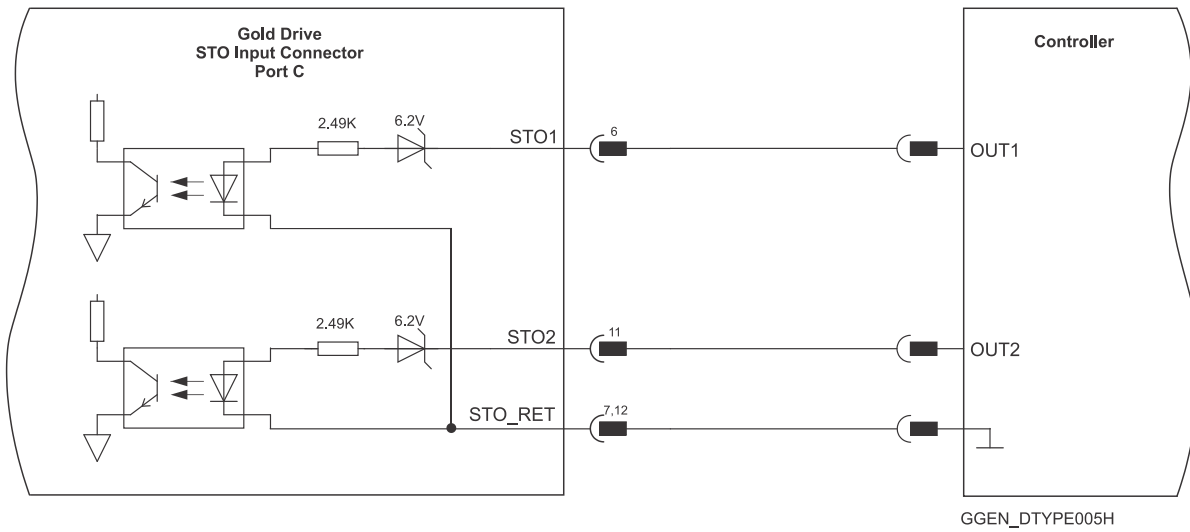 Gold Drive
STO Input Connector
Port C
Controller
2.49K
6.2V
STO1
6
OUT1
2.49K
6.2V
STO2
11
OUT2
STO_RET
7,12
GGEN_DTYPE005H